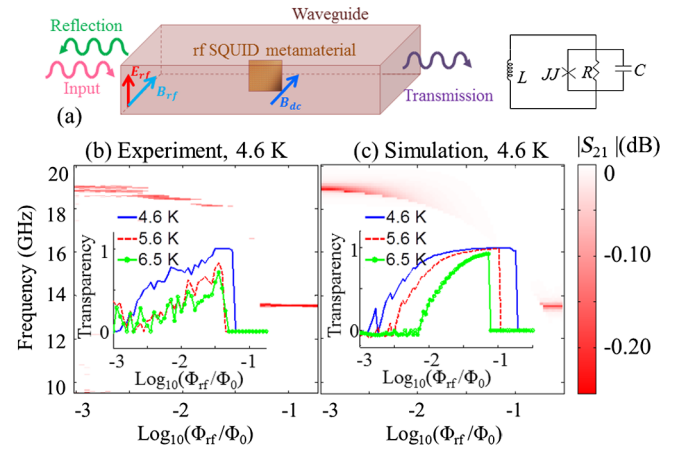 Waveguide
Reflection
rf SQUID metamaterial
E_rf
Input
B_rf
B_dc
Transmission
(a)
L
JJ
R
C
(b) Experiment, 4.6 K
(c) Simulation, 4.6 K
|S₂₁|(dB)
Frequency (GHz)
20
18
16
14
12
10
Transparency
1
0
4.6 K
5.6 K
6.5 K
-3
-2
-1
Log₁₀(Φrf/Φ₀)
-3
-2
-1
Log₁₀(Φrf/Φ₀)
Transparency
1
0
4.6 K
5.6 K
6.5 K
-3
-2
-1
Log₁₀(Φrf/Φ₀)
-3
-2
-1
Log₁₀(Φrf/Φ₀)
0
-0.10
-0.20